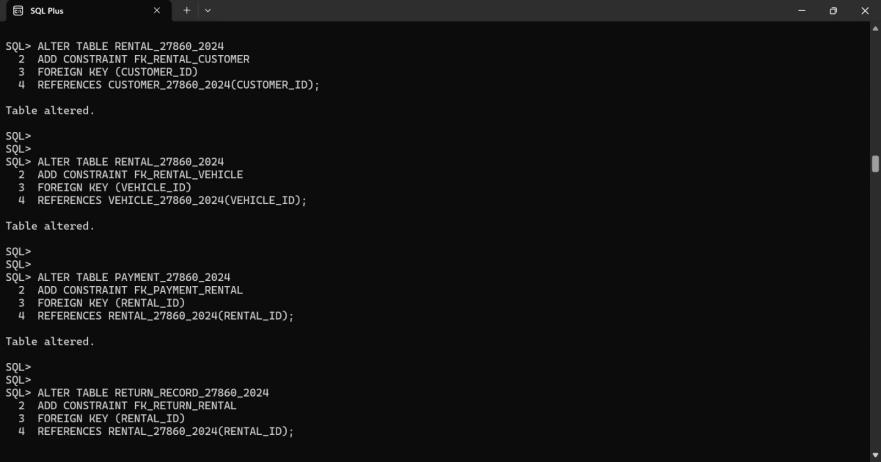 SQL Plus
SQL> ALTER TABLE RENTAL_27860_2024
2 ADD CONSTRAINT FK_RENTAL_CUSTOMER
3 FOREIGN KEY (CUSTOMER_ID)
4 REFERENCES CUSTOMER_27860_2024(CUSTOMER_ID);
Table altered.
SQL>
SQL>
SQL> ALTER TABLE RENTAL_27860_2024
2 ADD CONSTRAINT FK_RENTAL_VEHICLE
3 FOREIGN KEY (VEHICLE_ID)
4 REFERENCES VEHICLE_27860_2024(VEHICLE_ID);
Table altered.
SQL>
SQL>
SQL> ALTER TABLE PAYMENT_27860_2024
2 ADD CONSTRAINT FK_PAYMENT_RENTAL
3 FOREIGN KEY (RENTAL_ID)
4 REFERENCES RENTAL_27860_2024(RENTAL_ID);
Table altered.
SQL>
SQL>
SQL> ALTER TABLE RETURN_RECORD_27860_2024
2 ADD CONSTRAINT FK_RETURN_RENTAL
3 FOREIGN KEY (RENTAL_ID)
4 REFERENCES RENTAL_27860_2024(RENTAL_ID);